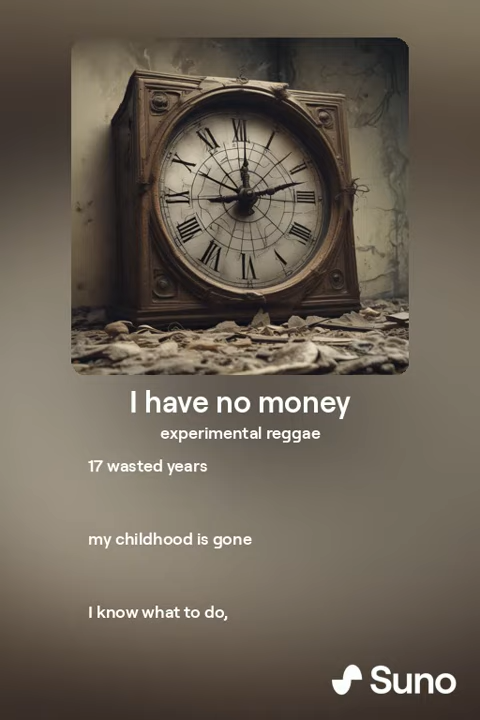 I have no money
experimental reggae
17 wasted years
my childhood is gone
I know what to do,
Suno